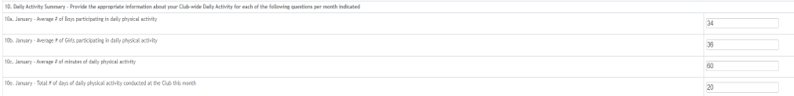 10. Daily Activity Summary - Provide the appropriate information about your Club-wide Daily Activity for each of the following questions per month indicated
10a. January - Average # of Boys participating in daily physical activity
34
10b. January - Average # of Girls participating in daily physical activity
36
10c. January - Average # of minutes of daily physical activity
60
10e. January - Total # of days of daily physical activity conducted at the Club this month
20